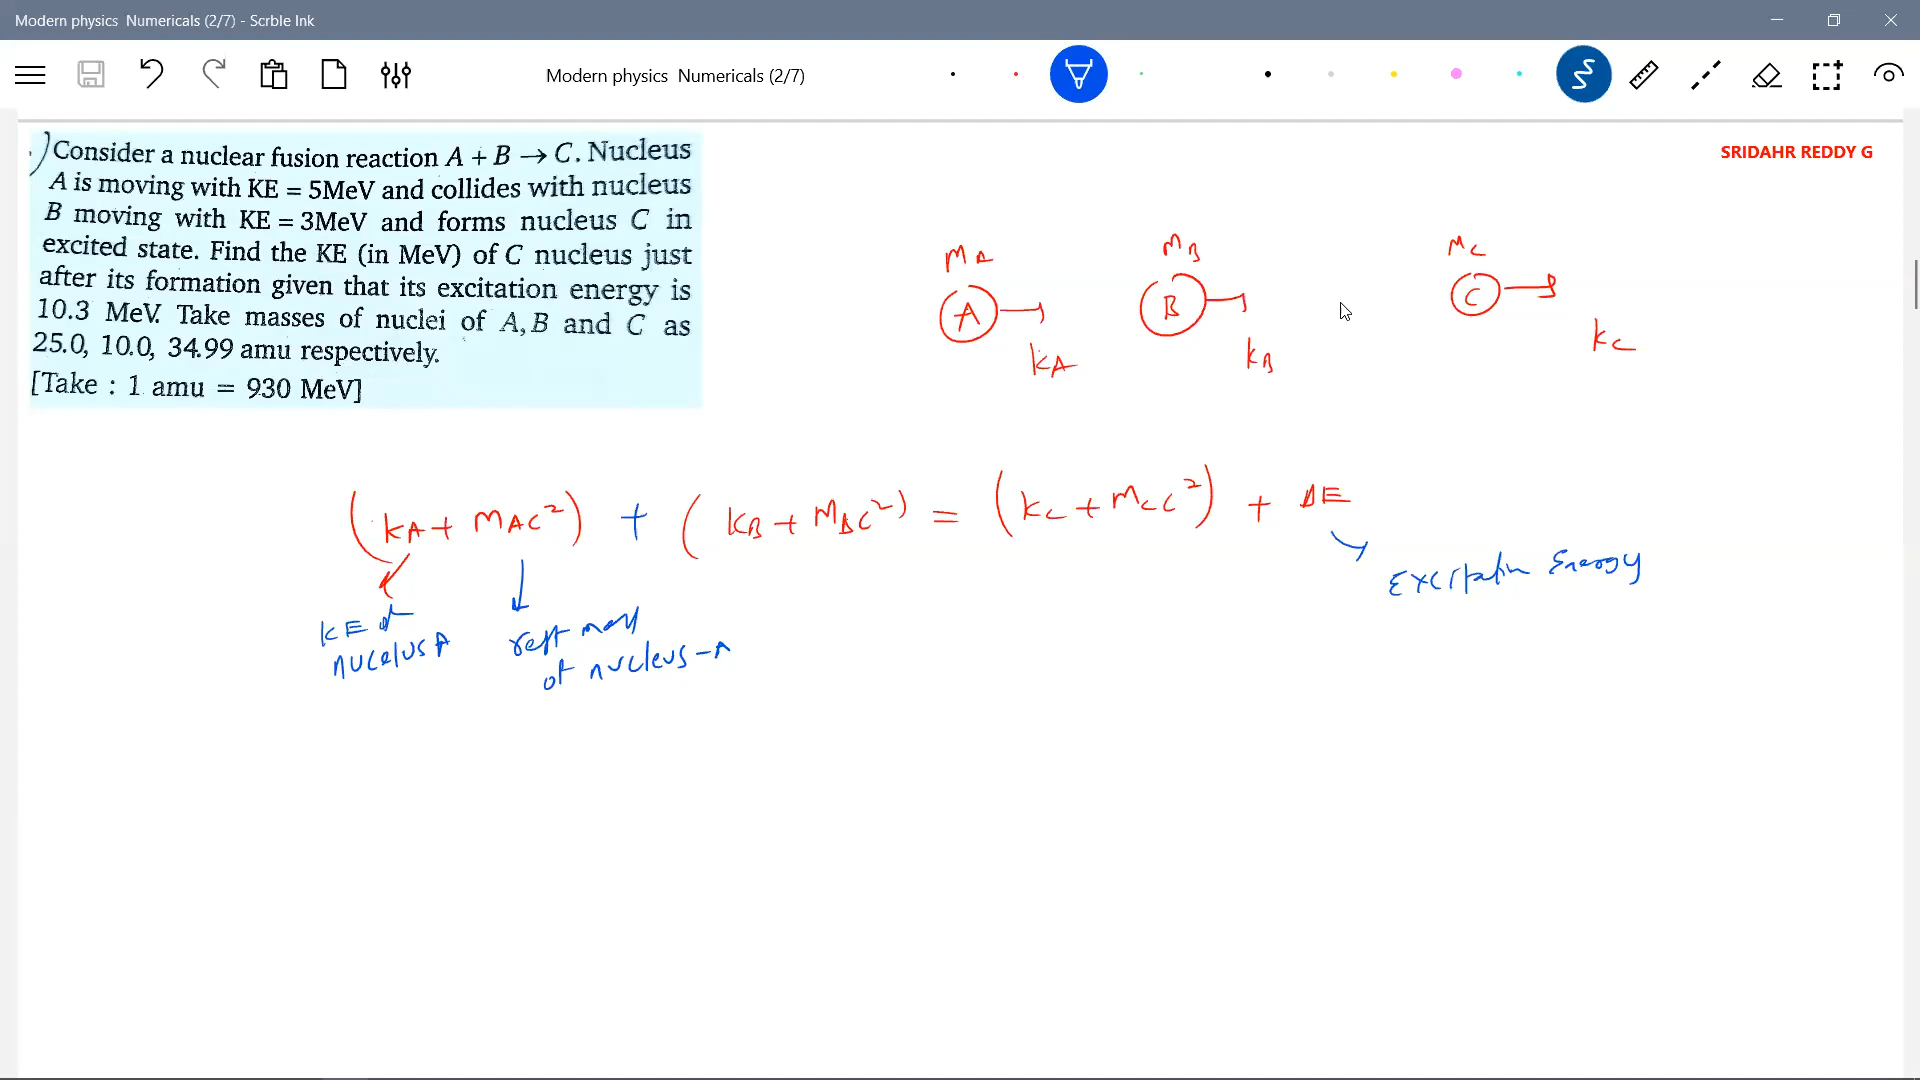 Modern physics Numericals (2/7) - Scrble Ink
Modern physics Numericals (2/7)
SRIDAHR REDDY G
Consider a nuclear fusion reaction A + B → C. Nucleus
A is moving with KE = 5MeV and collides with nucleus
B moving with KE = 3MeV and forms nucleus C in
excited state. Find the KE (in MeV) of C nucleus just
after its formation given that its excitation energy is
10.3 MeV. Take masses of nuclei of A, B and C as
25.0, 10.0, 34.99 amu respectively.
[Take : 1 amu = 930 MeV]
MA MB MC
A B C
KA KB KC
(KA + MAC²) + (KB + MBC²) = (KC + MCC²) + ΔE
Excitation Energy
KE of
nucelus A
rest mass
of nucleus-A